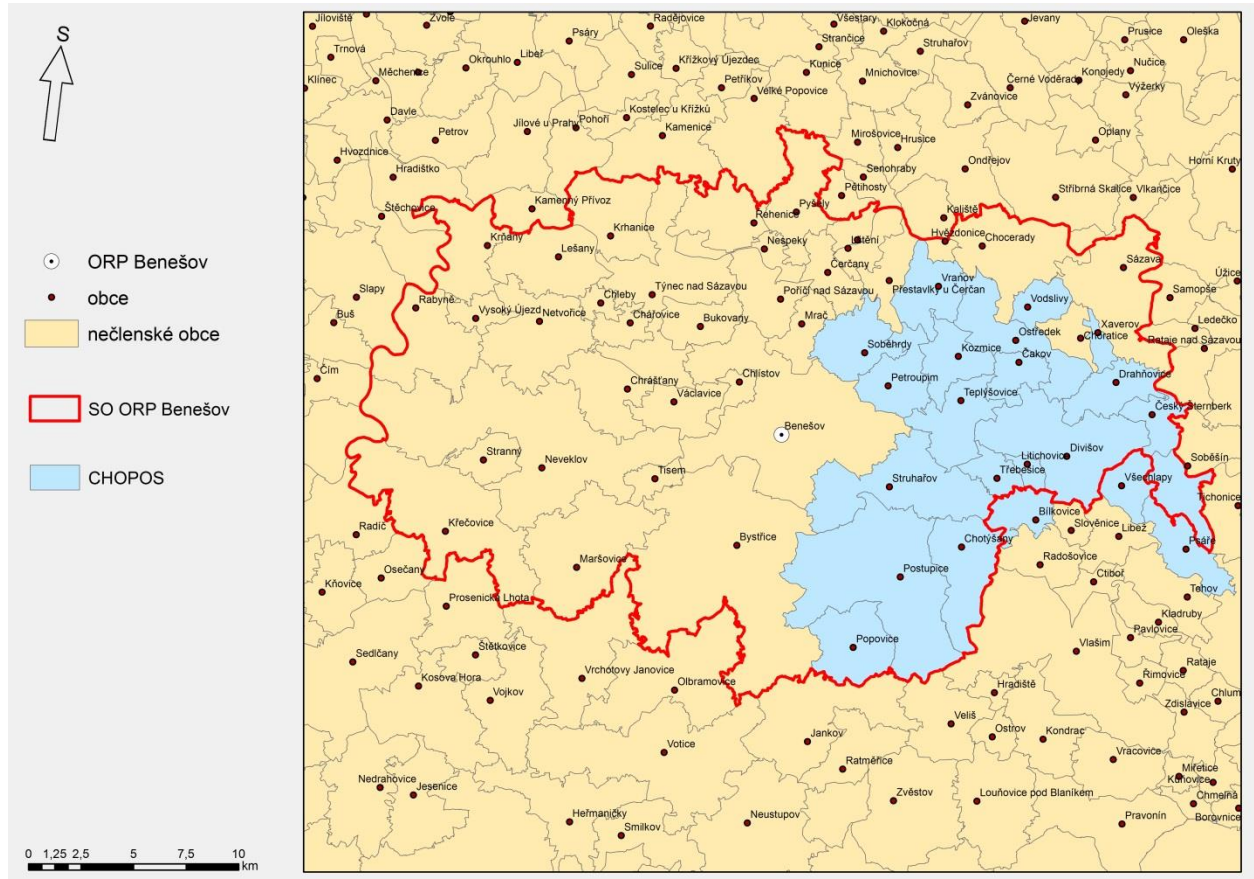 S
ORP Benešov
obce
nečlenské obce
SO ORP Benešov
CHOPOS
0 1,25 2,5 5 7,5 10
km
Jíloviště
Zvole
Radějovice
Všestary
Klokočná
Jevany
Prusice
Oleška
Psáry
Strančice
Struhařov
Trnová
Libeř
Okrouhlo
Sulice
Křížkový Újezdec
Kunice
Nučice
Klínec
Měchenice
Petříkov
Mnichovice
Černé Voděrady
Konojedy
Výžerky
Velké Popovice
Zvánovice
Davle
Jílové u Prahy
Pohoří
Kostelec u Křížků
Petrov
Kamenice
Mirošovice
Hrusice
Oplany
Hvozdnice
Hradištko
Senohraby
Ondřejov
Horní Kruty
Pětihosty
Stříbrná Skalice
Vlkančice
Štěchovice
Kamenný Přívoz
Pyšely
Řehenice
Kaliště
Krňany
Krhanice
Nespeky
Lštění
Hvězdonice
Chocerady
Lešany
Čerčany
Sázava
Úžice
Slapy
Rabyně
Týnec nad Sázavou
Chleby
Poříčí nad Sázavou
Přestavlky u Čerčan
Vranov
Vodslivy
Samopše
Buš
Vysoký Újezd
Netvořice
Chářovice
Bukovany
Mrač
Xaverov
Ledečko
Choratice
Rataje nad Sázavou
Ostředek
Soběhrdy
Kozmice
Čakov
Čím
Chrášťany
Chlístov
Petroupim
Drahňovice
Václavice
Teplýšovice
Český Šternberk
Benešov
Stranný
Neveklov
Tisem
Struhařov
Litichovice
Divišov
Třebešice
Všechlapy
Soběšín
Tichonice
Radíč
Křečovice
Bystřice
Bílkovice
Slověnice
Libež
Chotýšany
Psáře
Maršovice
Postupice
Radošovice
Ctiboř
Kňovice
Osečany
Prosenická Lhota
Tehov
Kladruby
Pavlovice
Sedlčany
Štětkovice
Popovice
Vlašim
Kosova Hora
Vojkov
Vrchotovy Janovice
Olbramovice
Hradiště
Řimovice
Rataje
Chlum
Zdislavice
Veliš
Ostrov
Kondrac
Votice
Jankov
Ratměřice
Vracovice
Nedrahovice
Jesenice
Miřetice
Kuňovice
Zvěstov
Louňovice pod Blaníkem
Chmelná
Borovnice
Heřmaničky
Smilkov
Neustupov
Pravonín